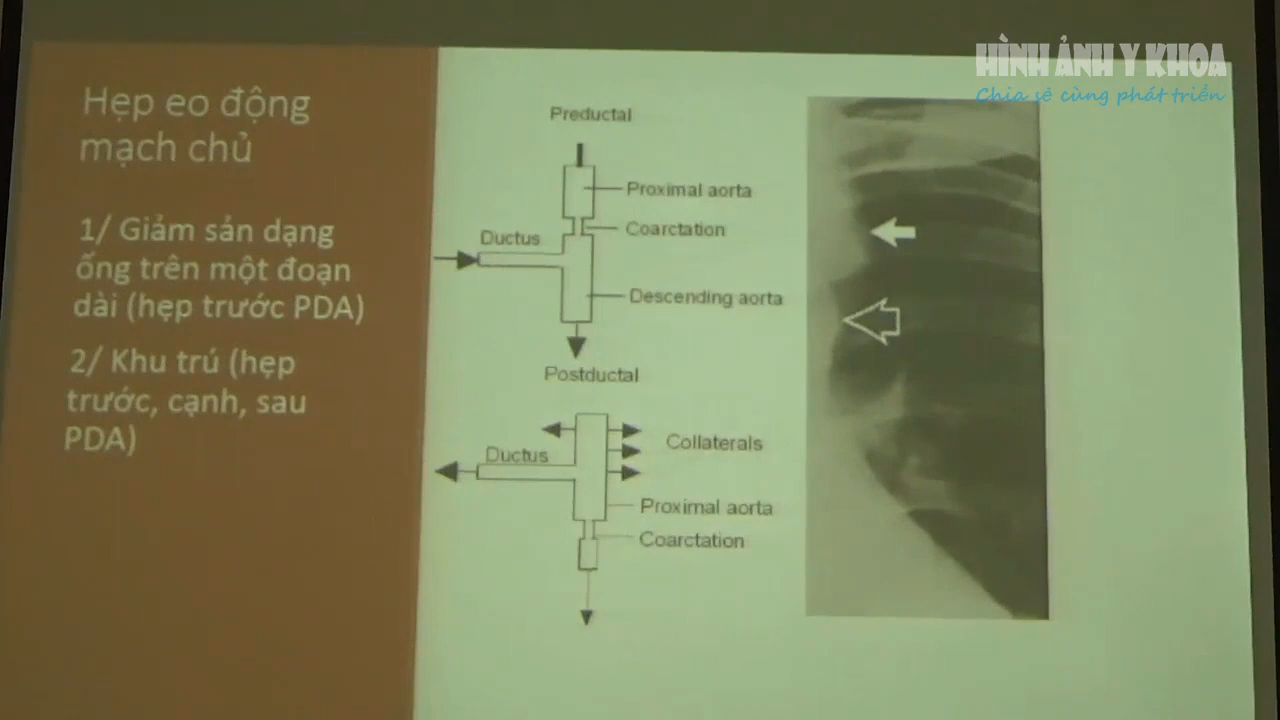 HÌNH ẢNH Y KHOA
Chia sẻ cùng phát triển
Hẹp eo động
mạch chủ
1/ Giảm sản dạng
ống trên một đoạn
dài (hẹp trước PDA)
2/ Khu trú (hẹp
trước, cạnh, sau
PDA)
Preductal
Proximal aorta
Coarctation
Ductus
Descending aorta
Postductal
Collaterals
Ductus
Proximal aorta
Coarctation